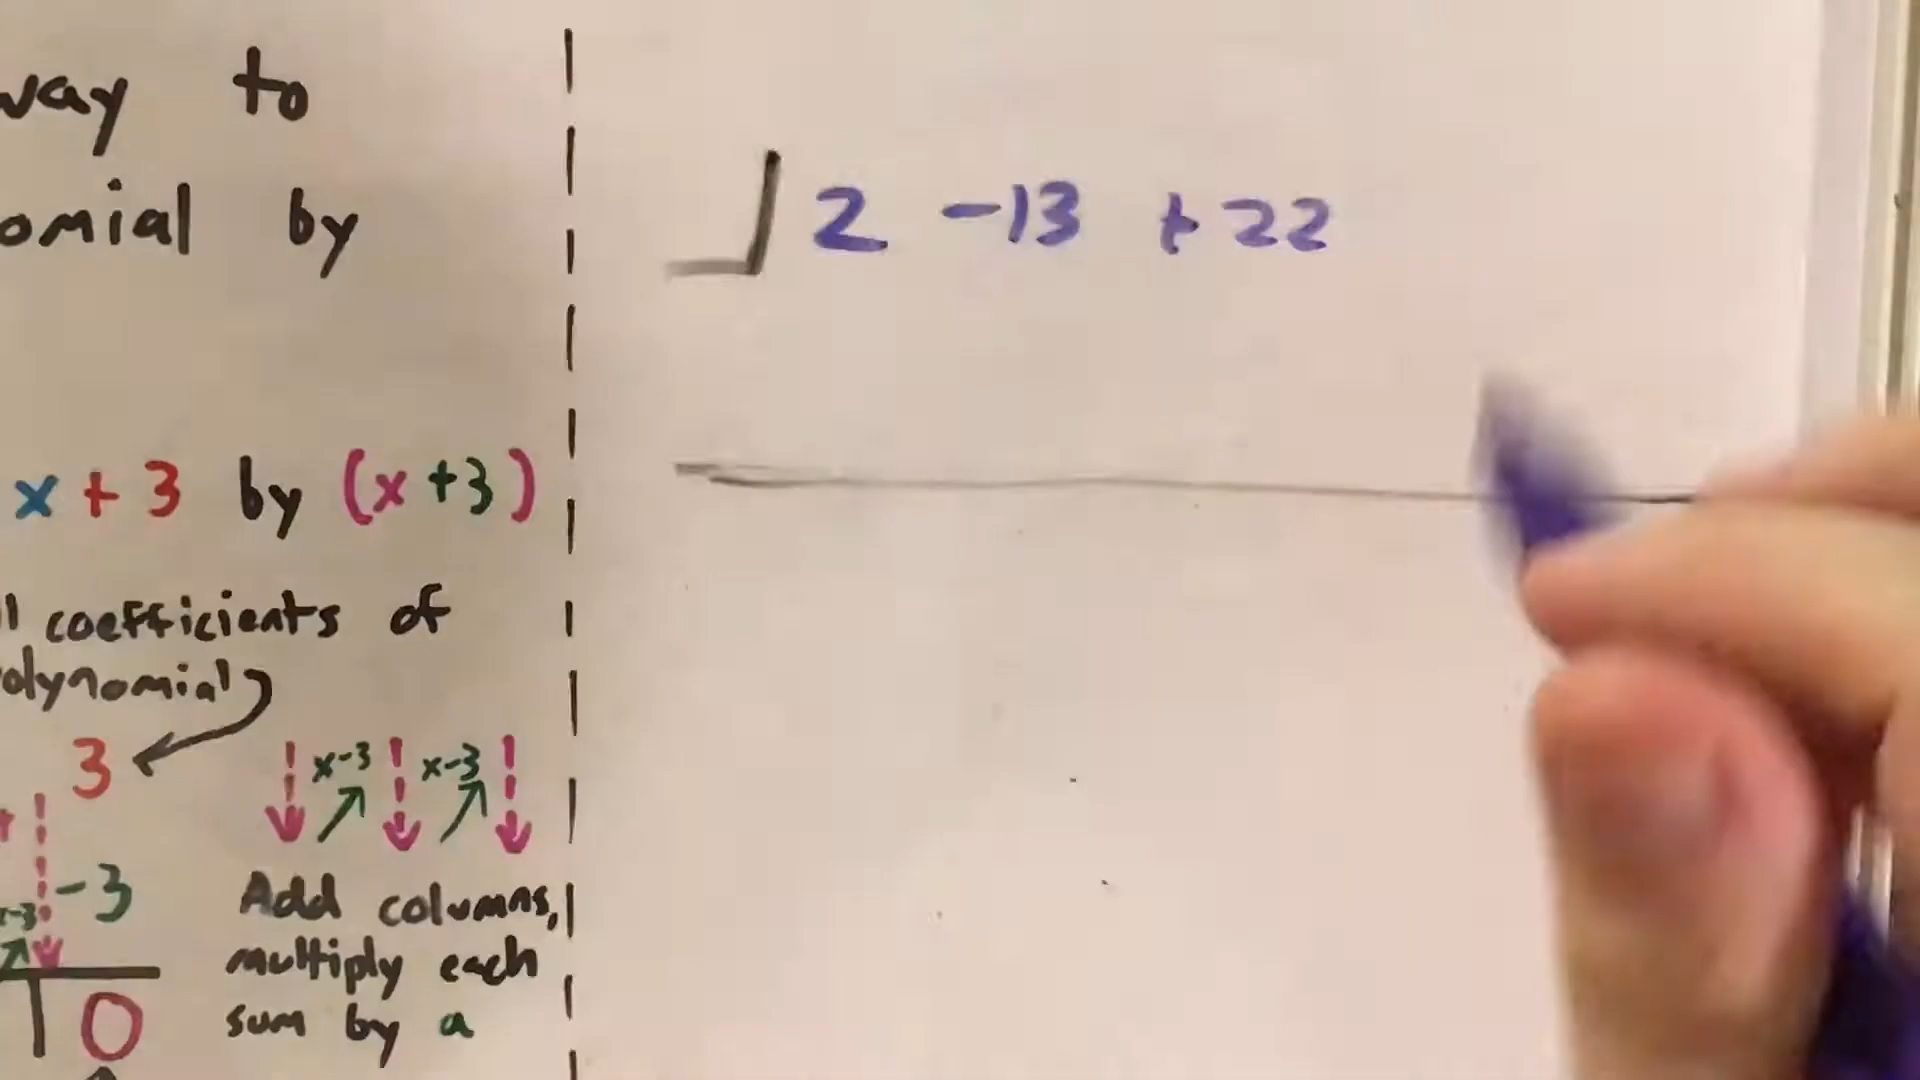 way to
omial by
x + 3 by (x +3)
coefficients of
olynomial
3
x-3 x-3
-3
-3
Add columns,
multiply each
sum by a
0
2 -13 +22